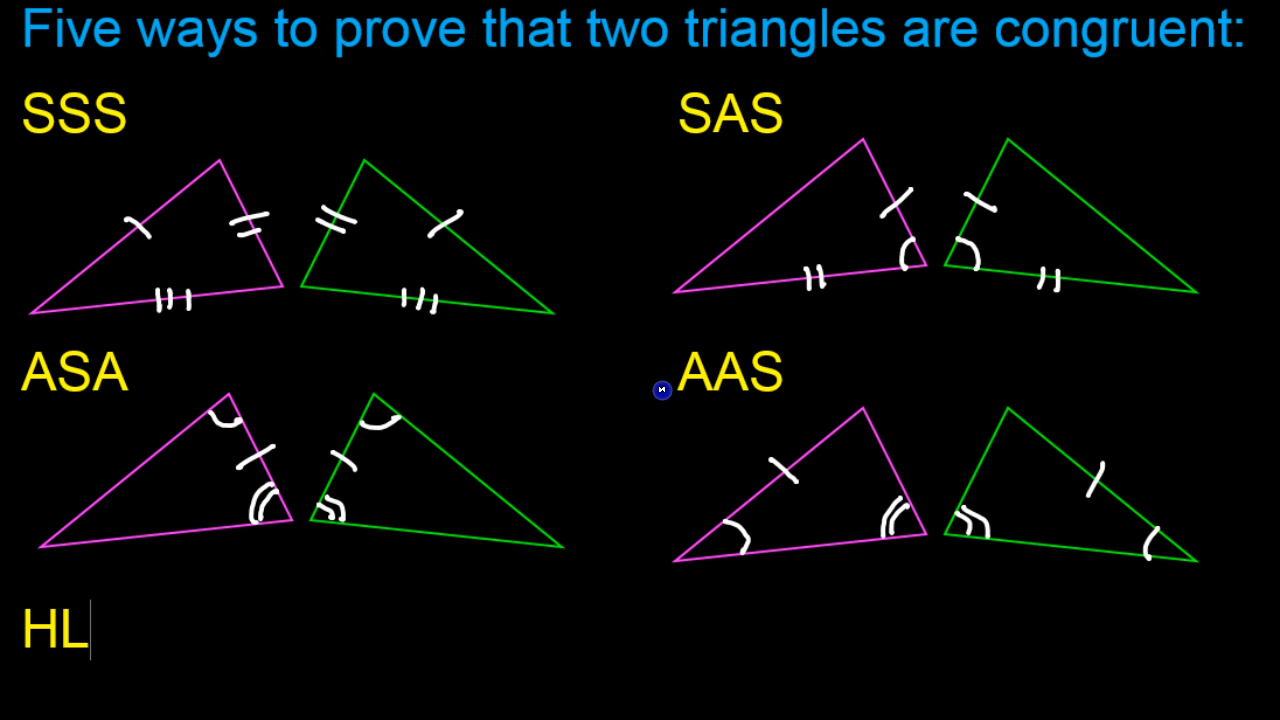 Five ways to prove that two triangles are congruent:
SSS
SAS
ASA
AAS
HL